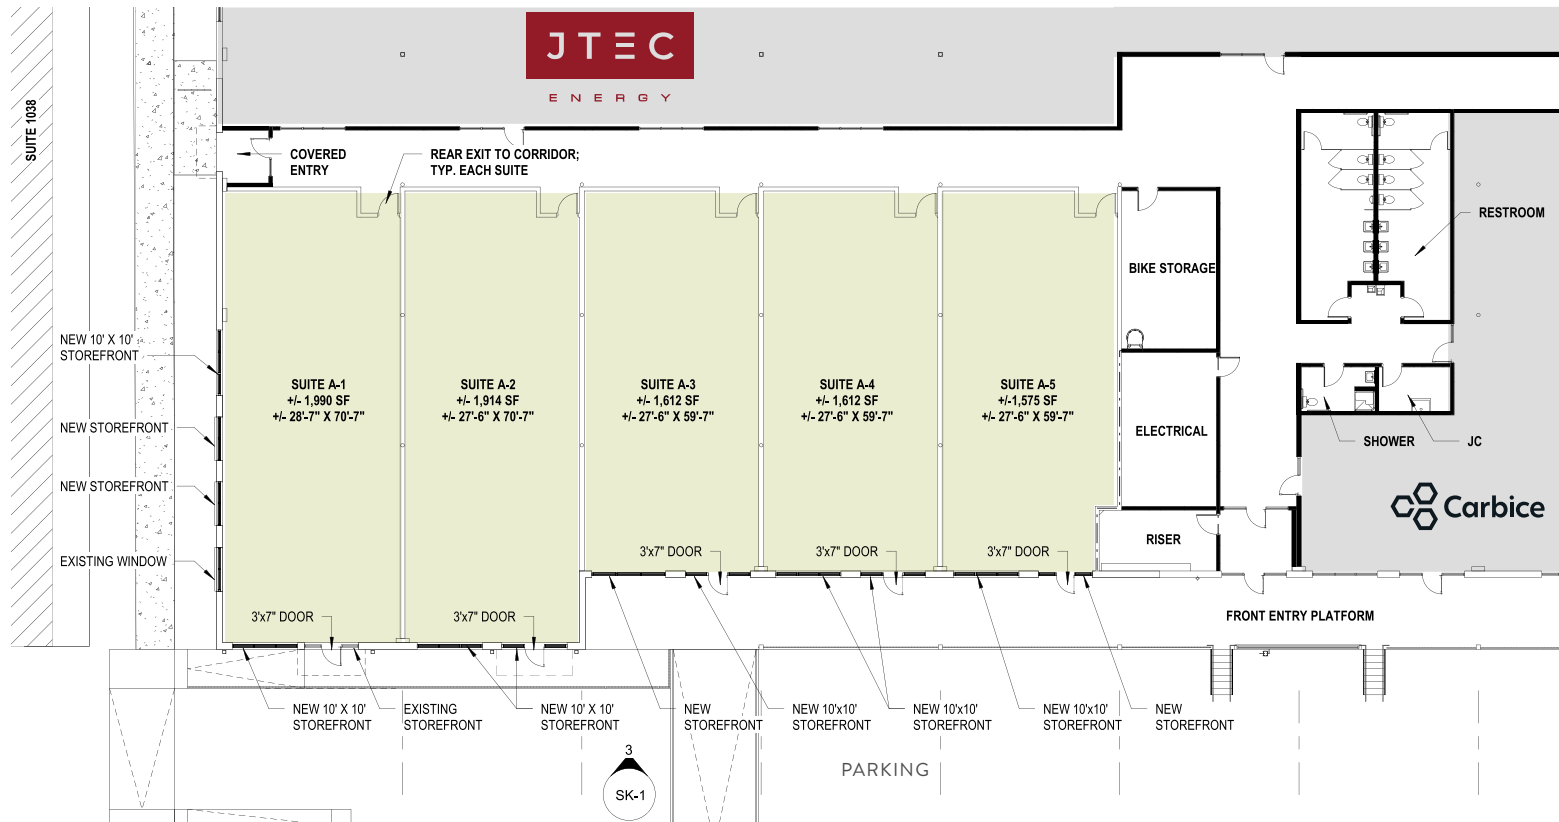 JTEC
ENERGY
SUITE 1038
COVERED
ENTRY
REAR EXIT TO CORRIDOR;
TYP. EACH SUITE
RESTROOM
BIKE STORAGE
NEW 10' X 10'
STOREFRONT
SUITE A-1
+/- 1,990 SF
+/- 28'-7" X 70'-7"
SUITE A-2
+/- 1,914 SF
+/- 27'-6" X 70'-7"
SUITE A-3
+/- 1,612 SF
+/- 27'-6" X 59'-7"
SUITE A-4
+/- 1,612 SF
+/- 27'-6" X 59'-7"
SUITE A-5
+/-1,575 SF
+/- 27'-6" X 59'-7"
NEW STOREFRONT
ELECTRICAL
SHOWER
JC
NEW STOREFRONT
Carbice
RISER
EXISTING WINDOW
3'x7" DOOR
3'x7" DOOR
3'x7" DOOR
3'x7" DOOR
3'x7" DOOR
FRONT ENTRY PLATFORM
NEW 10' X 10'
STOREFRONT
EXISTING
STOREFRONT
NEW 10' X 10'
STOREFRONT
NEW
STOREFRONT
NEW 10'x10'
STOREFRONT
NEW 10'x10'
STOREFRONT
NEW 10'x10'
STOREFRONT
NEW
STOREFRONT
3
SK-1
PARKING